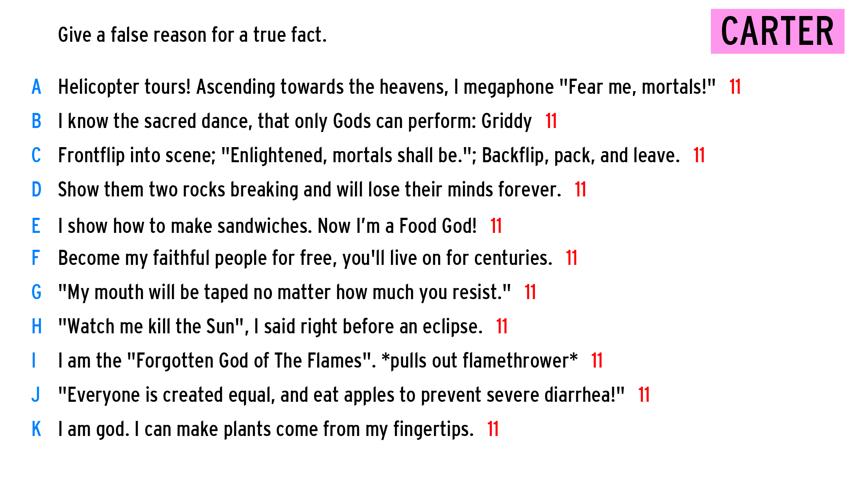 Give a false reason for a true fact.
CARTER
A Helicopter tours! Ascending towards the heavens, I megaphone "Fear me, mortals!" 11
B I know the sacred dance, that only Gods can perform: Griddy 11
C Frontflip into scene; "Enlightened, mortals shall be."; Backflip, pack, and leave. 11
D Show them two rocks breaking and will lose their minds forever. 11
E I show how to make sandwiches. Now I'm a Food God! 11
F Become my faithful people for free, you'll live on for centuries. 11
G "My mouth will be taped no matter how much you resist." 11
H "Watch me kill the Sun", I said right before an eclipse. 11
I I am the "Forgotten God of The Flames". *pulls out flamethrower* 11
J "Everyone is created equal, and eat apples to prevent severe diarrhea!" 11
K I am god. I can make plants come from my fingertips. 11